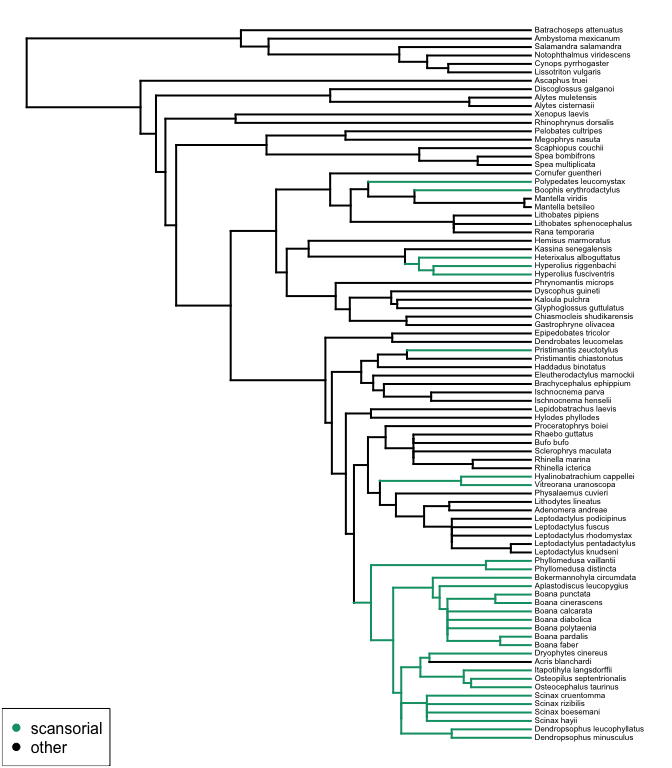 Batrachoseps attenuatus
Ambystoma mexicanum
Salamandra salamandra
Notophthalmus viridescens
Cynops pyrrhogaster
Lissotriton vulgaris
Ascaphus truei
Discoglossus galganoi
Alytes muletensis
Alytes cisternasii
Xenopus laevis
Rhinophrynus dorsalis
Pelobates cultripes
Megophrys nasuta
Scaphiopus couchii
Spea bombifrons
Spea multiplicata
Cornufer guentheri
Polypedates leucomystax
Boophis erythrodactylus
Mantella viridis
Mantella betsileo
Lithobates pipiens
Lithobates sphenocephalus
Rana temporaria
Hemisus marmoratus
Kassina senegalensis
Heterixalus alboguttatus
Hyperolius riggenbachi
Hyperolius fusciventris
Phrynomantis microps
Dyscophus guineti
Kaloula pulchra
Glyphoglossus guttulatus
Chiasmocleis shudikarensis
Gastrophryne olivacea
Epipedobates tricolor
Dendrobates leucomelas
Pristimantis zeuctotylus
Pristimantis chiastonotus
Haddadus binotatus
Eleutherodactylus marnockii
Brachycephalus ephippium
Ischnocnema parva
Ischnocnema henselii
Lepidobatrachus laevis
Hylodes phyllodes
Proceratophrys boiei
Rhaebo guttatus
Bufo bufo
Sclerophrys maculata
Rhinella marina
Rhinella icterica
Hyalinobatrachium cappellei
Vitreorana uranoscopa
Physalaemus cuvieri
Lithodytes lineatus
Adenomera andreae
Leptodactylus podicipinus
Leptodactylus fuscus
Leptodactylus rhodomystax
Leptodactylus pentadactylus
Leptodactylus knudseni
Phyllomedusa vaillantii
Phyllomedusa distincta
Bokermannohyla circumdata
Aplastodiscus leucopygius
Boana punctata
Boana cinerascens
Boana calcarata
Boana diabolica
Boana polytaenia
Boana pardalis
Boana faber
Dryophytes cinereus
Acris blanchardi
Itapotihyla langsdorffii
Osteopilus septentrionalis
Osteocephalus taurinus
Scinax cruentomma
Scinax rizibilis
Scinax boesemani
Scinax hayii
Dendropsophus leucophyllatus
Dendropsophus minusculus
scansorial
other